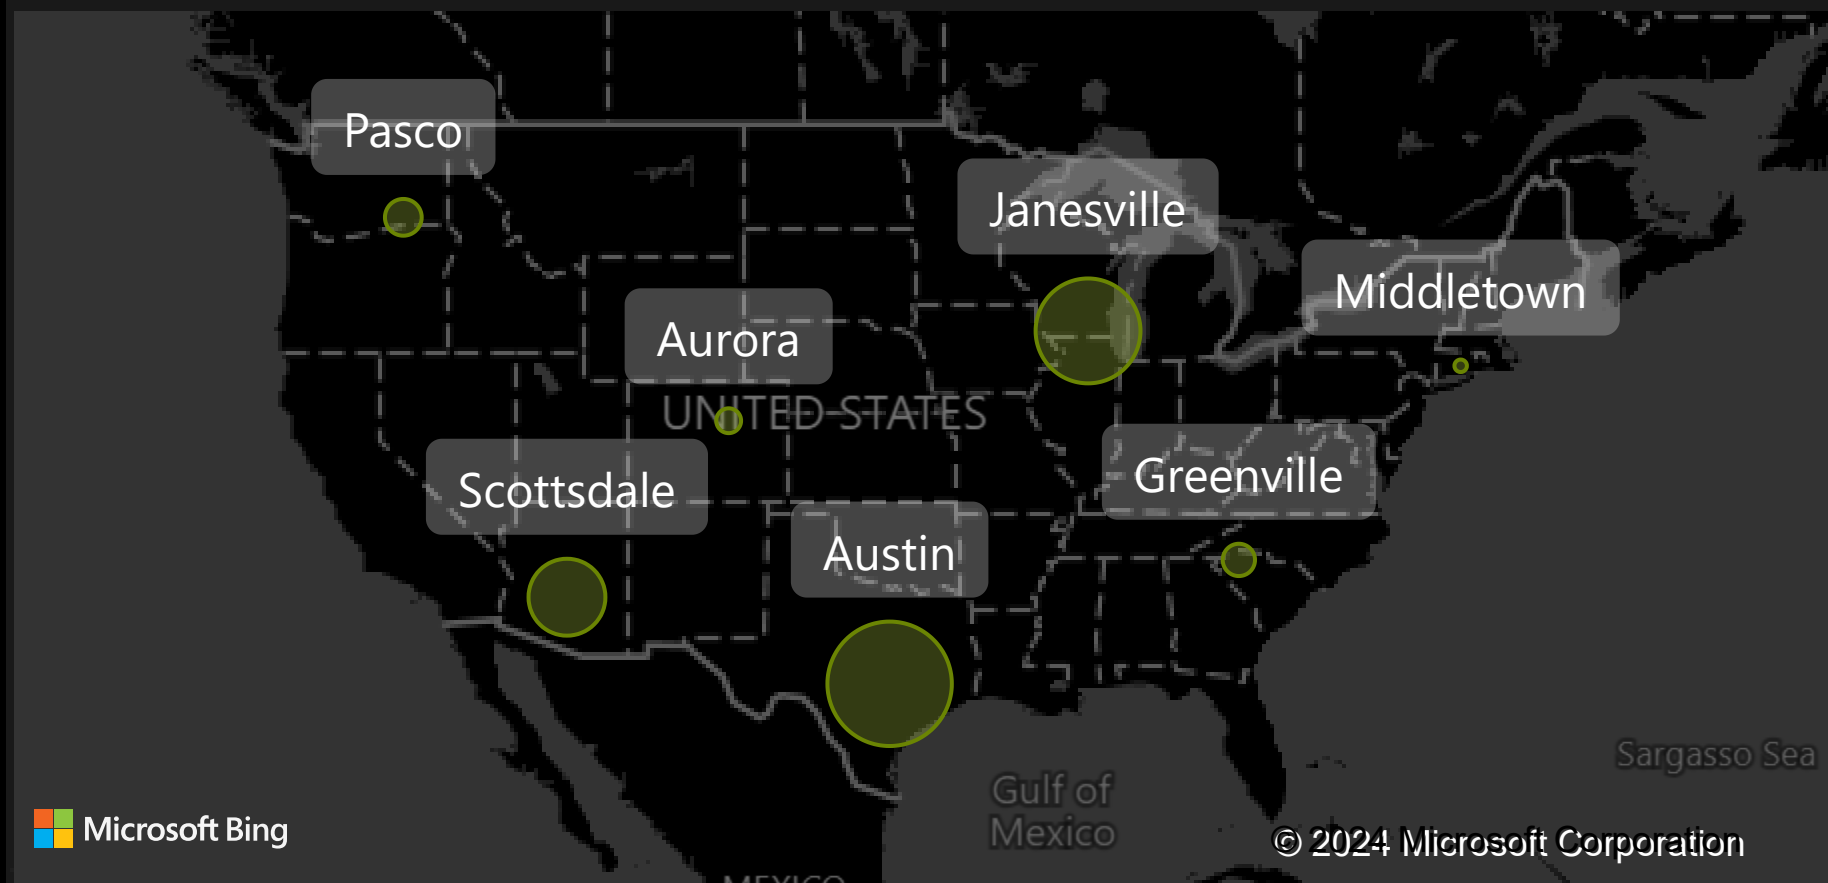 Pasco
Janesville
Middletown
Aurora
UNITED STATES
Scottsdale
Greenville
Austin
Sargasso Sea
Gulf of
Mexico
Microsoft Bing
© 2024 Microsoft Corporation
MEXICO